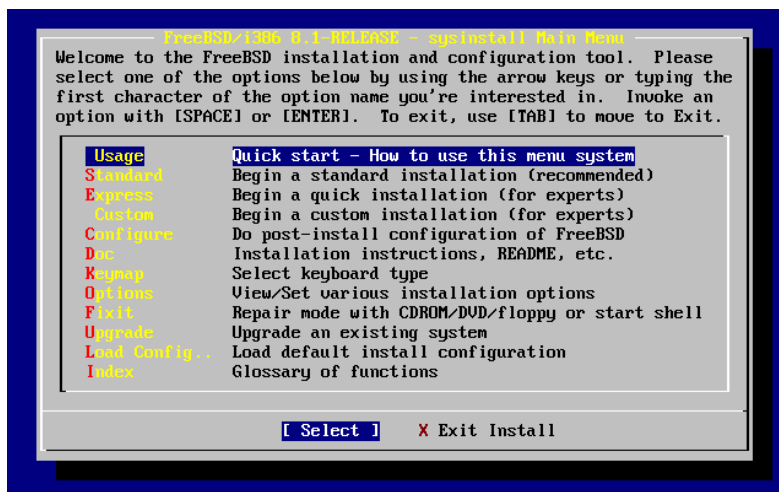 FreeBSD/i386 8.1-RELEASE - sysinstall Main Menu
Welcome to the FreeBSD installation and configuration tool.  Please
select one of the options below by using the arrow keys or typing the
first character of the option name you're interested in.  Invoke an
option with [SPACE] or [ENTER].  To exit, use [TAB] to move to Exit.
Usage Quick start - How to use this menu system
Standard Begin a standard installation (recommended)
Express Begin a quick installation (for experts)
Custom Begin a custom installation (for experts)
Configure Do post-install configuration of FreeBSD
Doc Installation instructions, README, etc.
Keymap Select keyboard type
Options View/Set various installation options
Fixit Repair mode with CDROM/DVD/floppy or start shell
Upgrade Upgrade an existing system
Load Config.. Load default install configuration
Index Glossary of functions
[ Select ] X Exit Install